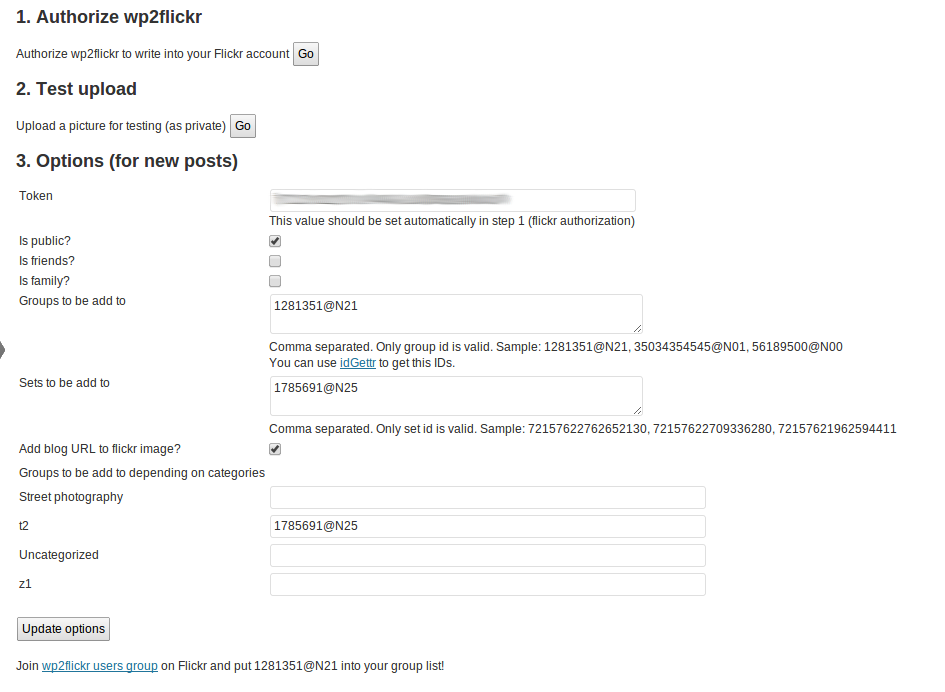 1. Authorize wp2flickr
Authorize wp2flickr to write into your Flickr account Go
2. Test upload
Upload a picture for testing (as private) Go
3. Options (for new posts)
Token
This value should be set automatically in step 1 (flickr authorization)
Is public?
Is friends?
Is family?
Groups to be add to 1281351@N21
Comma separated. Only group id is valid. Sample: 1281351@N21, 35034354545@N01, 56189500@N00
You can use idGettr to get this IDs.
Sets to be add to 1785691@N25
Comma separated. Only set id is valid. Sample: 72157622762652130, 72157622709336280, 72157621962594411
Add blog URL to flickr image?
Groups to be add to depending on categories
Street photography
t2 1785691@N25
Uncategorized
z1
Update options
Join wp2flickr users group on Flickr and put 1281351@N21 into your group list!